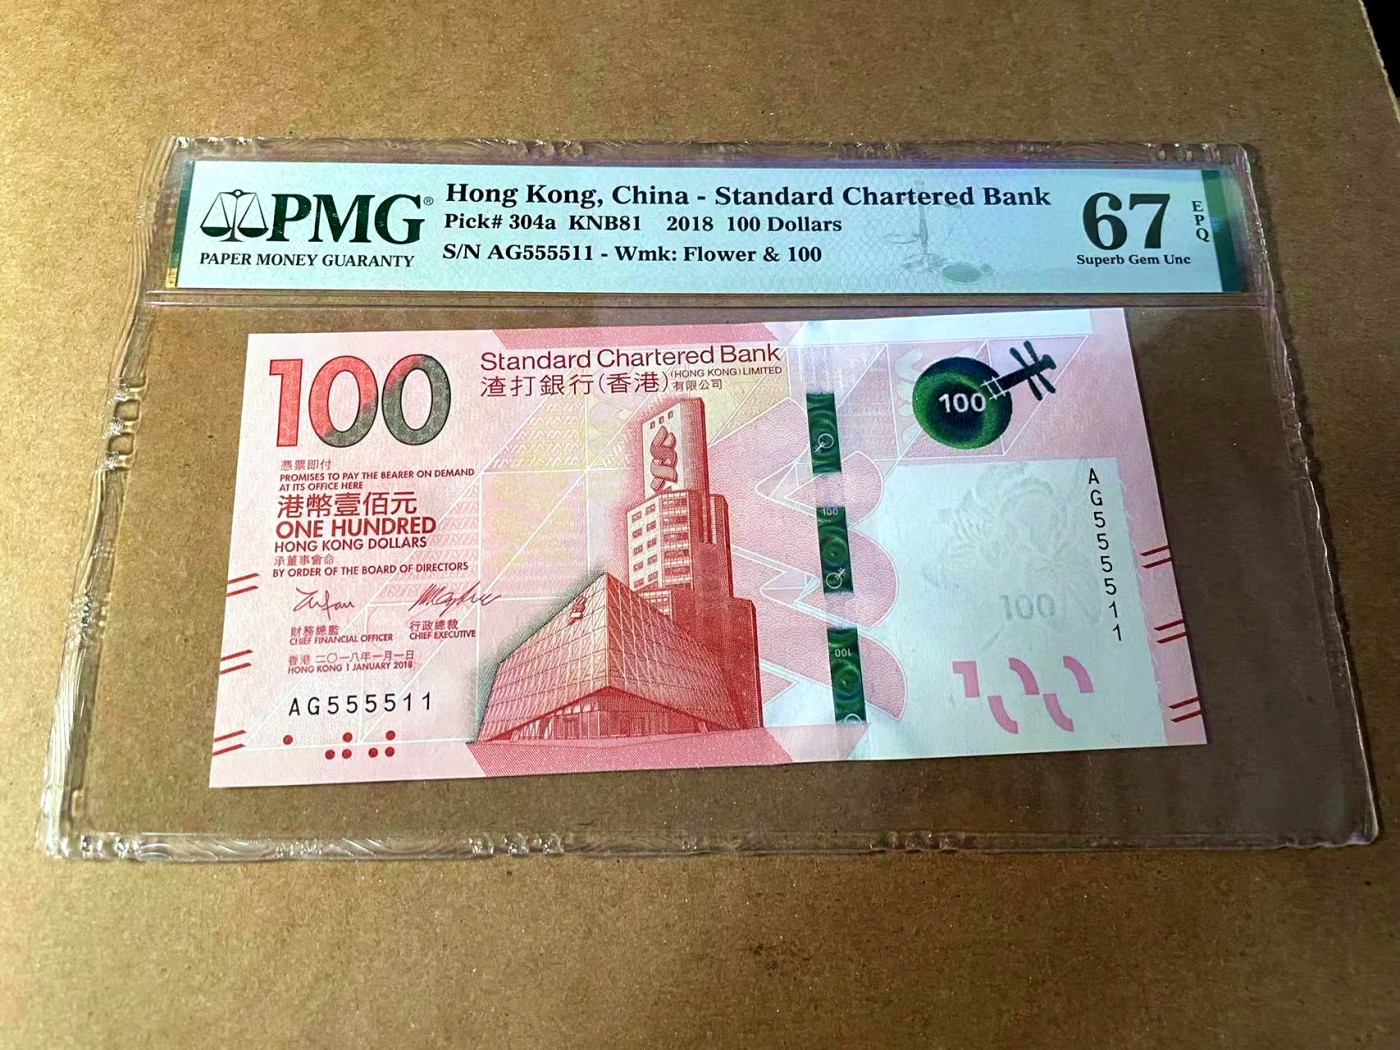 PMG®
PAPER MONEY GUARANTY
Hong Kong, China - Standard Chartered Bank
Pick# 304a KNB81 2018 100 Dollars
S/N AG555511 - Wmk: Flower & 100
67
Superb Gem Unc
EPQ
100
Standard Chartered Bank
(HONG KONG) LIMITED
渣打銀行(香港)有限公司
100
憑票即付
PROMISES TO PAY THE BEARER ON DEMAND
AT ITS OFFICE HERE
港幣壹佰元
ONE HUNDRED
HONG KONG DOLLARS
承董事會命
BY ORDER OF THE BOARD OF DIRECTORS
財務總監
CHIEF FINANCIAL OFFICER
行政總裁
CHIEF EXECUTIVE
香港 二〇一八年一月一日
HONG KONG 1 JANUARY 2018
AG555511
100
100
AG555511
100
100